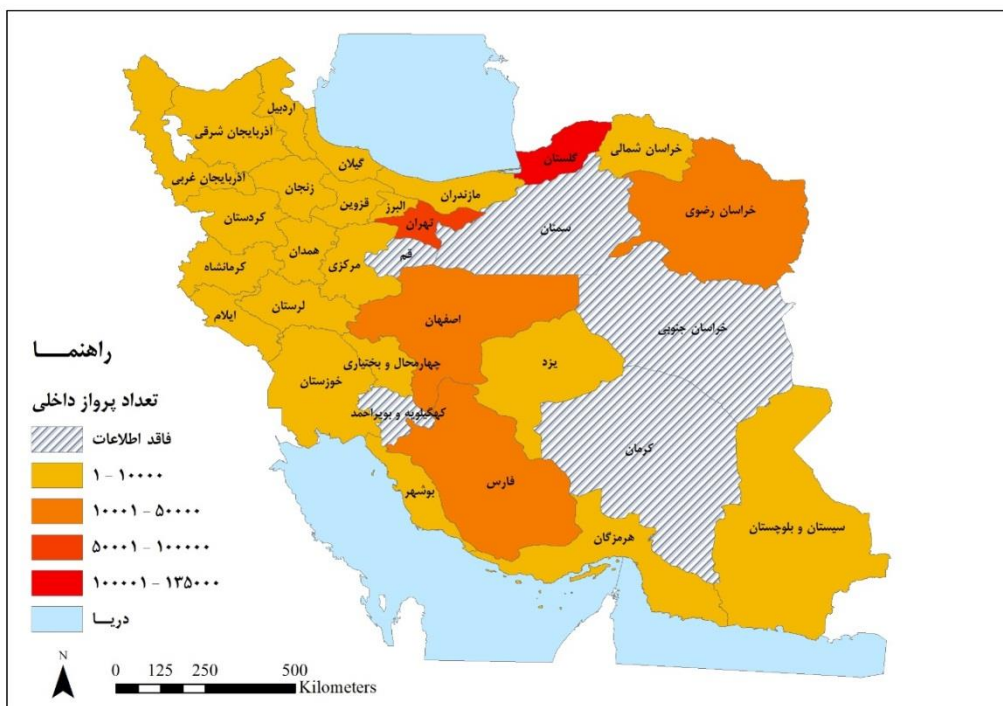 اردبیل
آذربایجان شرقی
گلستان
خراسان شمالی
گیلان
آذربایجان غربی
زنجان
مازندران
قزوین
البرز
خراسان رضوی
کردستان
تهران
سمنان
همدان
قم
مرکزی
کرمانشاه
لرستان
ایلام
اصفهان
خراسان جنوبی
چهارمحال و بختیاری
یزد
خوزستان
کهگیلویه و بویراحمد
کرمان
فارس
بوشهر
سیستان و بلوچستان
هرمزگان
راهنمـــا
تعداد پرواز داخلی
فاقد اطلاعات
۱ - ۱۰۰۰۰
۱۰۰۰۱ - ۵۰۰۰۰
۵۰۰۰۱ - ۱۰۰۰۰۰
۱۰۰۰۰۱ - ۱۳۵۰۰۰
دریــا
N
0 125 250 500
Kilometers